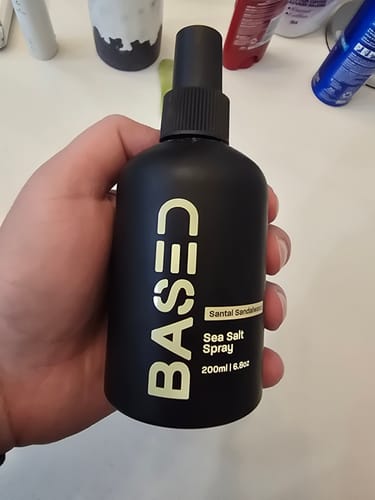 BASED
Santal Sandalwood
Sea Salt
Spray
200ml | 6.8oz